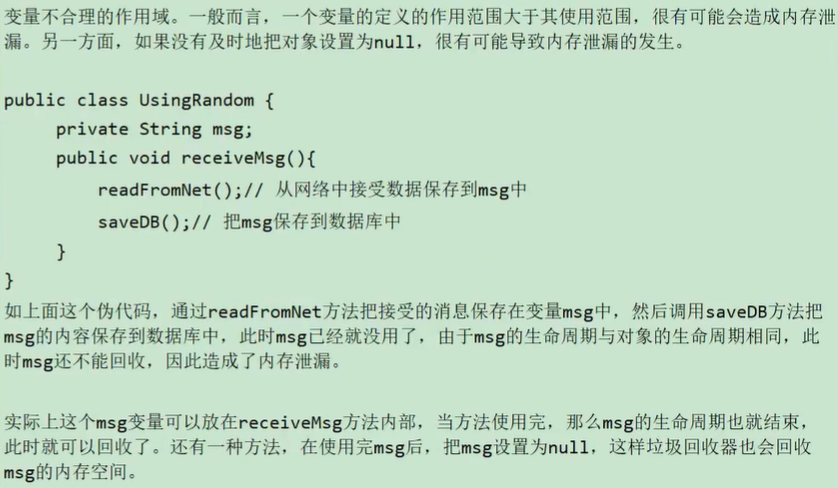 变量不合理的作用域。一般而言，一个变量的定义的作用范围大于其使用范围，很有可能会造成内存泄
漏。另一方面，如果没有及时地把对象设置为null，很有可能导致内存泄漏的发生。
public class UsingRandom {
private String msg;
public void receiveMsg(){
readFromNet();// 从网络中接受数据保存到msg中
saveDB();// 把msg保存到数据库中
}
}
如上面这个伪代码，通过readFromNet方法把接受的消息保存在变量msg中，然后调用saveDB方法把
msg的内容保存到数据库中，此时msg已经就没用了，由于msg的生命周期与对象的生命周期相同，此
时msg还不能回收，因此造成了内存泄漏。
实际上这个msg变量可以放在receiveMsg方法内部，当方法使用完，那么msg的生命周期也就结束，
此时就可以回收了。还有一种方法，在使用完msg后，把msg设置为null，这样垃圾回收器也会回收
msg的内存空间。